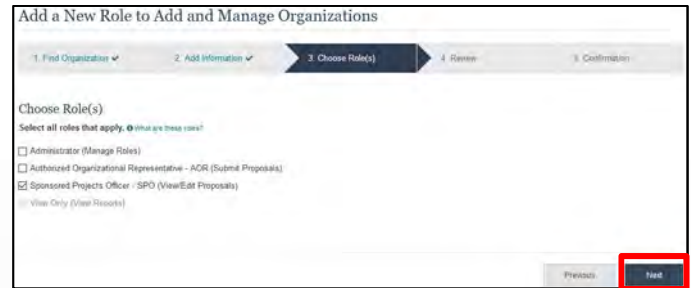 Add a New Role to Add and Manage Organizations
1. Find Organization ✔ 2. Add Information ✔ 3. Choose Role(s) 4. Review 5. Confirmation
Choose Role(s)
Select all roles that apply. What are these roles?
Administrator (Manage Roles)
Authorized Organizational Representative - AOR (Submit Proposals)
Sponsored Projects Officer / SPO (View/Edit Proposals)
View Only (View Reports)
Previous Next